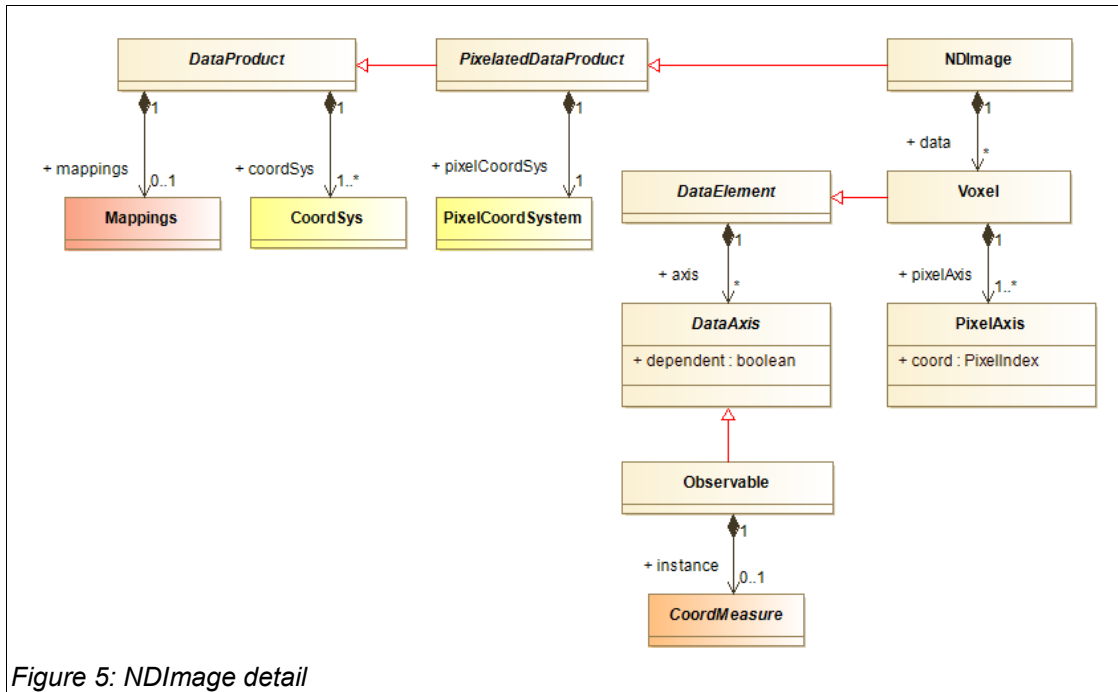 DataProduct
PixelatedDataProduct
NDImage
1
1
1
1
+ mappings
+ coordSys
+ pixelCoordSys
+ data
0..1
1..*
1
*
Mappings
CoordSys
PixelCoordSystem
DataElement
Voxel
1
1
+ axis
+ pixelAxis
*
1..*
DataAxis
PixelAxis
+ dependent : boolean
+ coord : PixelIndex
Observable
1
+ instance
0..1
CoordMeasure
Figure 5: NDImage detail